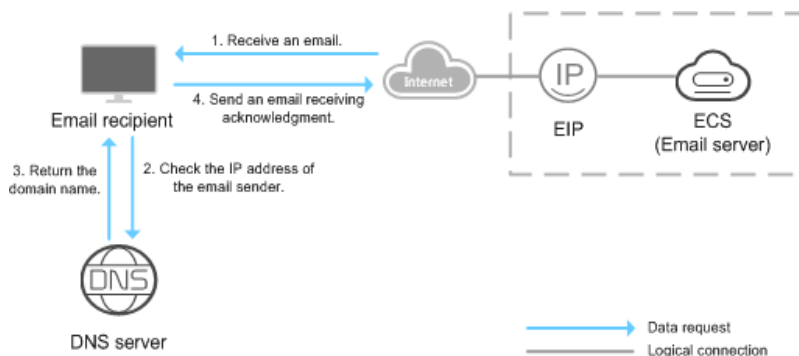 1. Receive an email.
Internet
IP
4. Send an email receiving
acknowledgment.
Email recipient
EIP
ECS
(Email server)
3. Return the
domain name.
2. Check the IP address of
the email sender.
DNS
DNS server
Data request
Logical connection